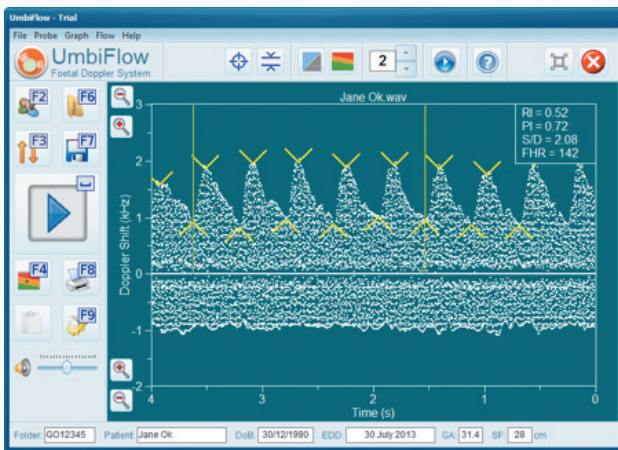 UmbiFlow - Trial
File Probe Graph Flow Help
UmbiFlow
Foetal Doppler System
2
F2 F6
F3 F7
F4 F8
F9
Jane Ok.wav
RI = 0.52
PI = 0.72
S/D = 2.08
FHR = 142
Doppler Shift (kHz)
3
2
1
0
-1
-2
4 3 2 1 0
Time (s)
Folder: GO12345 Patient: Jane Ok DoB: 30/12/1990 EDD: 30 July 2013 GA: 31.4 SF: 28 cm